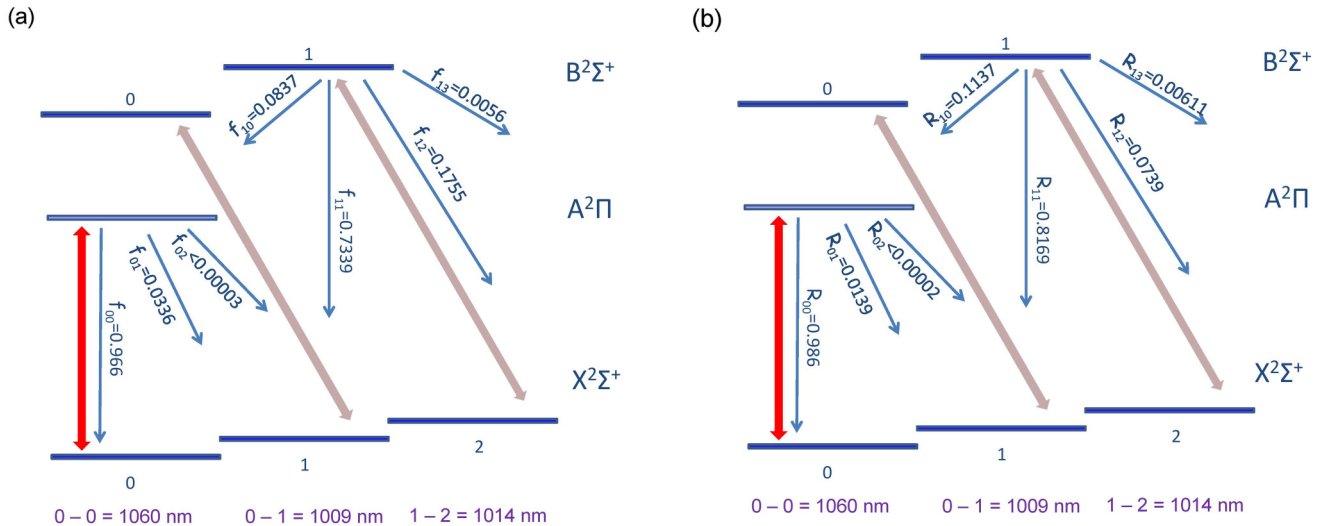 (a)
1
B²Σ⁺
0
f₁₀=0.0837
f₁₃=0.0056
f₁₂=0.1755
f₁₁=0.7339
A²Π
f₀₀=0.966
f₀₁=0.0336
f₀₂<0.00003
X²Σ⁺
0
1
2
0 – 0 = 1060 nm
0 – 1 = 1009 nm
1 – 2 = 1014 nm
(b)
1
B²Σ⁺
0
R₁₀=0.1137
R₁₃=0.00611
R₁₂=0.0739
R₁₁=0.8169
A²Π
R₀₀=0.986
R₀₁=0.0139
R₀₂<0.00002
X²Σ⁺
0
1
2
0 – 0 = 1060 nm
0 – 1 = 1009 nm
1 – 2 = 1014 nm